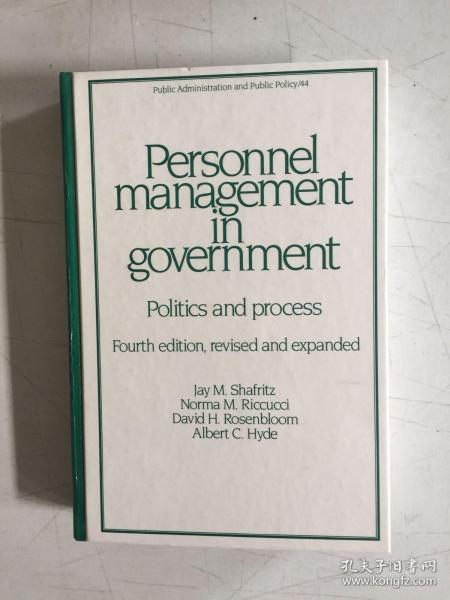 Public Administration and Public Policy/44
Personnel
management
in
government
Politics and process
Fourth edition, revised and expanded
Jay M. Shafritz
Norma M. Riccucci
David H. Rosenbloom
Albert C. Hyde
孔夫子旧书网
www.kongfz.com